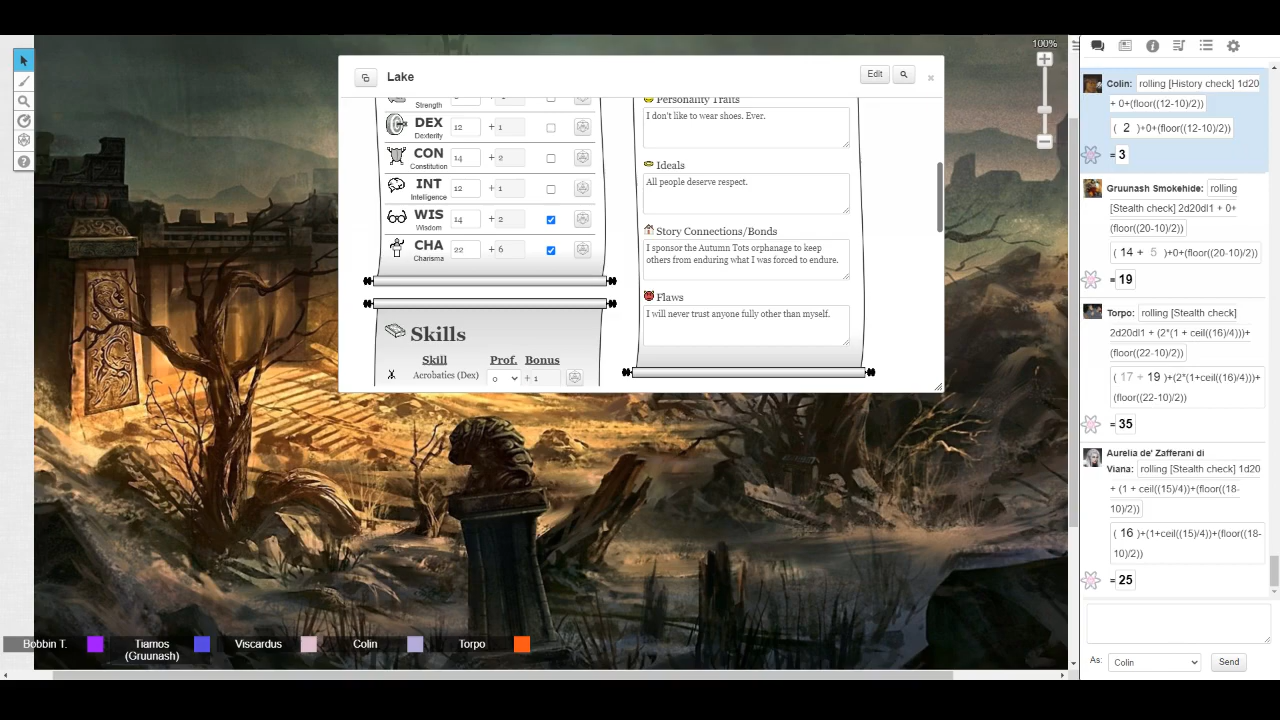 100%
Lake
Edit
Strength
DEX 12 + 1
Dexterity
CON 14 + 2
Constitution
INT 12 + 1
Intelligence
WIS 14 + 2
Wisdom
CHA 22 + 6
Charisma
Skills
Skill Prof. Bonus
Acrobatics (Dex) 0 + 1
Personality Traits
I don't like to wear shoes. Ever.
Ideals
All people deserve respect.
Story Connections/Bonds
I sponsor the Autumn Tots orphanage to keep
others from enduring what I was forced to endure.
Flaws
I will never trust anyone fully other than myself.
Bobbin T.
Tiamos
(Gruunash)
Viscardus
Colin
Torpo
Colin: rolling [History check] 1d20
+ 0+(floor((12-10)/2))
( 2 )+0+(floor((12-10)/2))
= 3
Gruunash Smokehide: rolling
[Stealth check] 2d20dl1 + 0+
(floor((20-10)/2))
( 14 + 5 )+0+(floor((20-10)/2))
= 19
Torpo: rolling [Stealth check]
2d20dl1 + (2*(1 + ceil((16)/4)))+
(floor((22-10)/2))
( 17 + 19 )+(2*(1+ceil((16)/4)))+
(floor((22-10)/2))
= 35
Aurelia de' Zafferani di
Viana: rolling [Stealth check] 1d20
+ (1 + ceil((15)/4))+(floor((18-
10)/2))
( 16 )+(1+ceil((15)/4))+(floor((18-
10)/2))
= 25
As: Colin Send